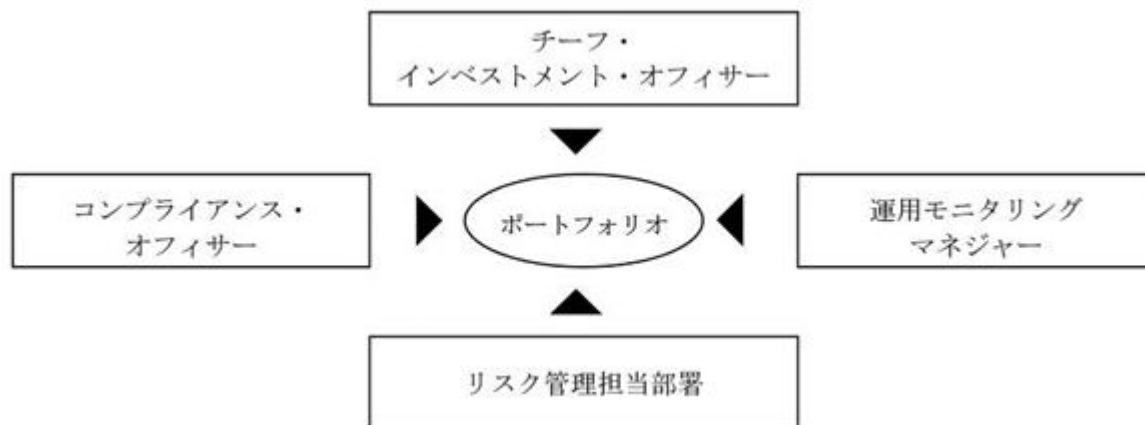 チーフ・
インベストメント・オフィサー
コンプライアンス・
オフィサー
ポートフォリオ
運用モニタリング
マネジャー
リスク管理担当部署